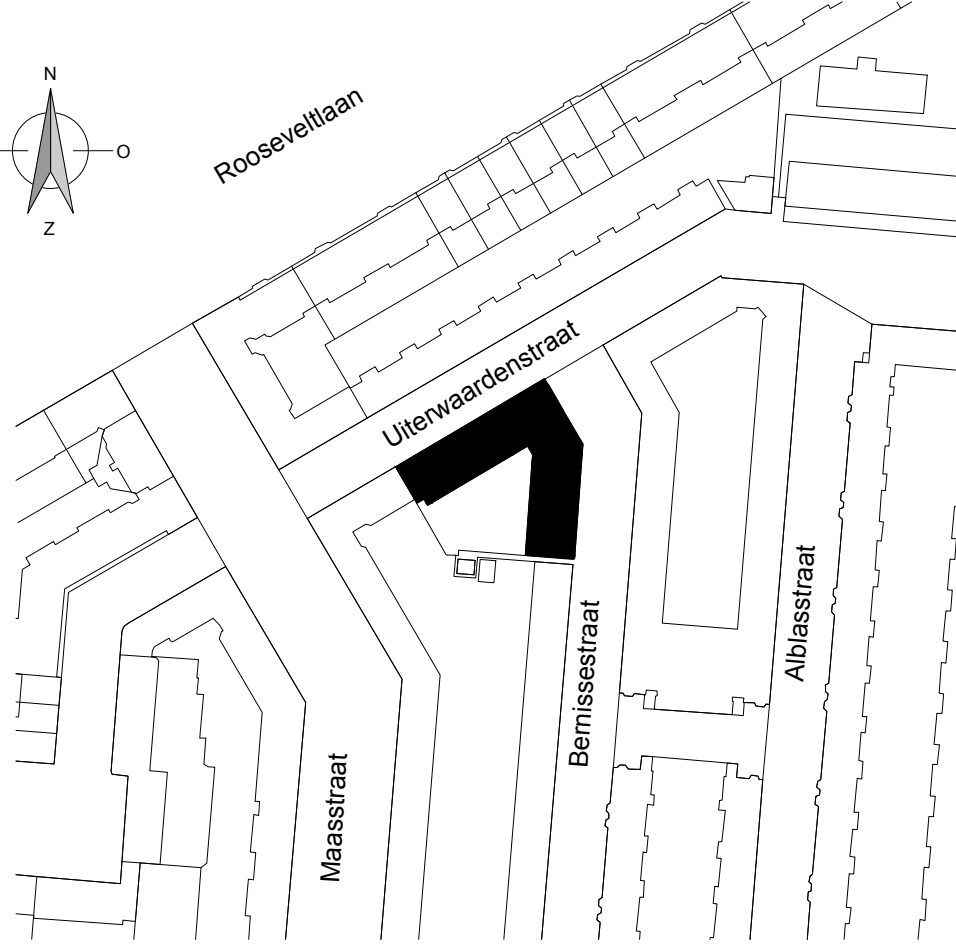 N
Rooseveltlaan
O
Z
Uiterwaardenstraat
Alblasstraat
Bernissestraat
Maasstraat